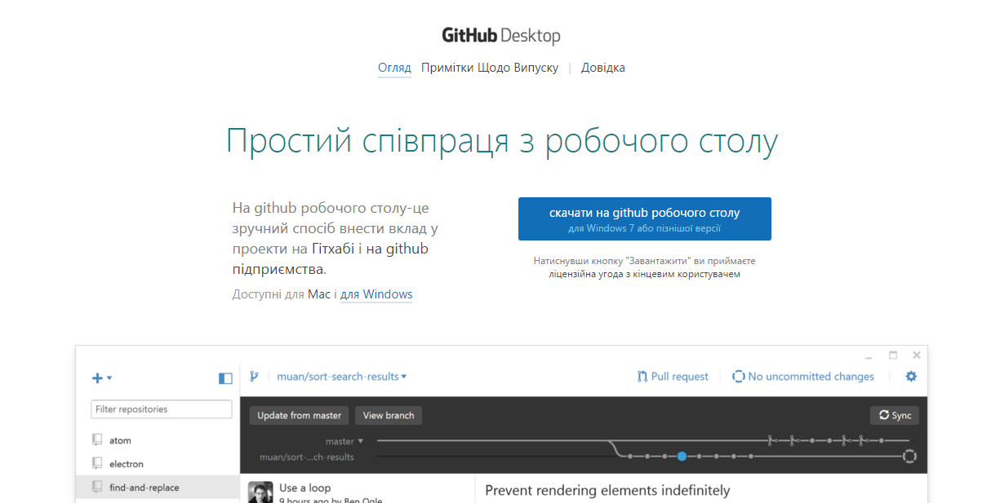 GitHub Desktop
Огляд Примітки Щодо Випуску | Довідка
Простий співпраця з робочого столу
На github робочого столу-це
зручний спосіб внести вклад у
проекти на Гітхабі і на github
підприємства.
Доступні для Mac і для Windows
скачати на github робочого столу
для Windows 7 або пізнішої версії
Натиснувши кнопку "Завантажити" ви приймаєте
ліцензійна угода з кінцевим користувачем
muan/sort-search-results
Pull request
No uncommitted changes
Filter repositories
atom
electron
find-and-replace
Update from master
View branch
Sync
master
muan/sort-...ch-results
Use a loop
9 hours ago by Ben Ogle
Prevent rendering elements indefinitely